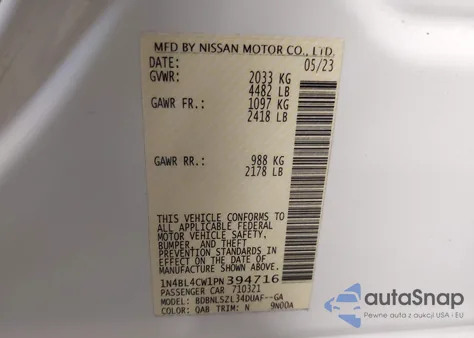 MFD BY NISSAN MOTOR CO., LTD.
DATE: 05/23
GVWR: 2033 KG
4482 LB
GAWR FR.: 1097 KG
2418 LB
GAWR RR.: 988 KG
2178 LB
THIS VEHICLE CONFORMS TO
ALL APPLICABLE FEDERAL
MOTOR VEHICLE SAFETY,
BUMPER, AND THEFT
PREVENTION STANDARDS IN
EFFECT ON THE DATE OF
MANUFACTURE SHOWN ABOVE.
1N4BL4CW1PN394716
PASSENGER CAR 710321
MODEL: BDBNLSZL34DUAF--GA
COLOR: QAB TRIM: N 9N00A
autoSnap
Pewne auta z aukcji USA i EU